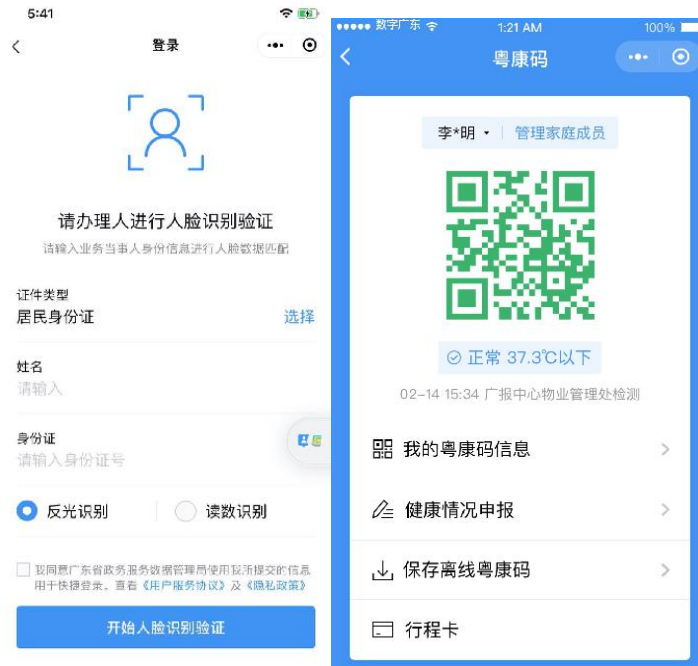 5:41
登录
请办理人进行人脸识别验证
请输入业务当事人身份信息进行人脸数据匹配
证件类型
居民身份证
选择
姓名
请输入
身份证
请输入身份证号
反光识别
读数识别
我同意广东省政务服务数据管理局使用我所提交的信息
用于快捷登录。查看《用户服务协议》及《隐私政策》
开始人脸识别验证
数字广东
1:21 AM
100%
粤康码
李*明
管理家庭成员
正常 37.3℃以下
02-14 15:34 广报中心物业管理处检测
我的粤康码信息
健康情况申报
保存离线粤康码
行程卡